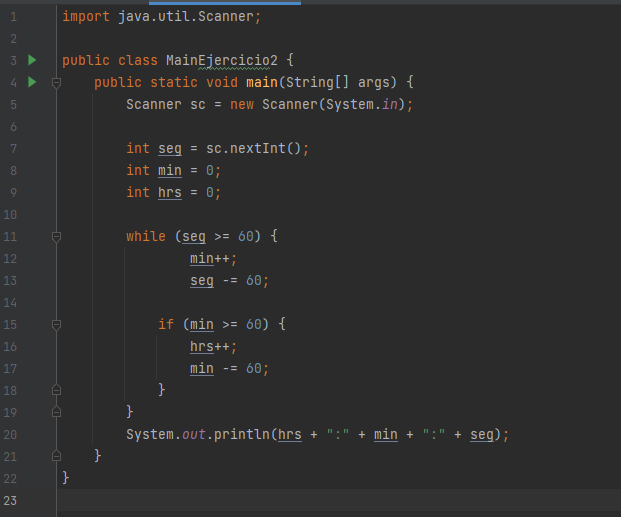 1 import java.util.Scanner;
2
3 public class MainEjercicio2 {
4     public static void main(String[] args) {
5         Scanner sc = new Scanner(System.in);
6
7         int seg = sc.nextInt();
8         int min = 0;
9         int hrs = 0;
10
11         while (seg >= 60) {
12                 min++;
13                 seg -= 60;
14
15             if (min >= 60) {
16                 hrs++;
17                 min -= 60;
18             }
19         }
20         System.out.println(hrs + ":" + min + ":" + seg);
21     }
22 }
23